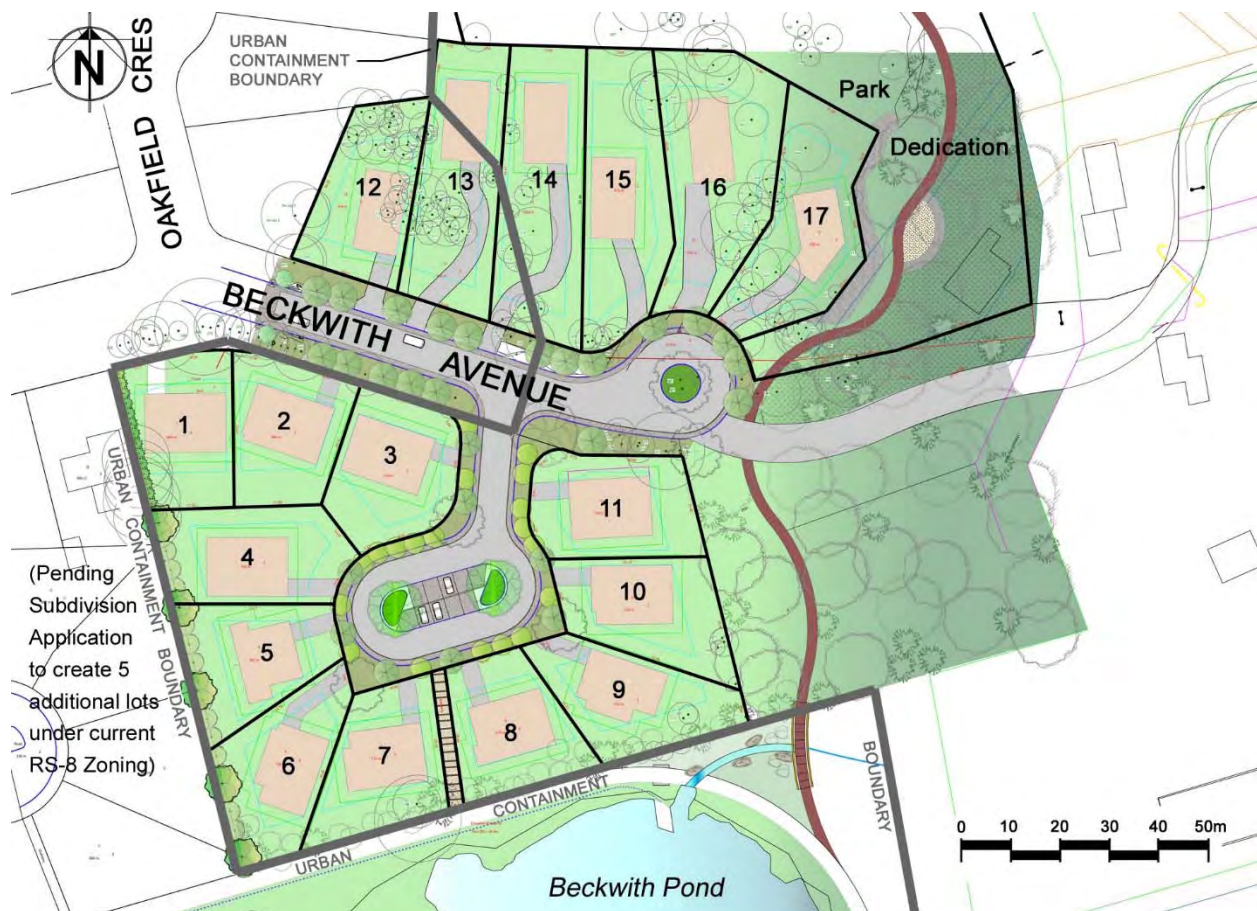 N
OAKFIELD CRES
URBAN
CONTAINMENT
BOUNDARY
Park
Dedication
12
13
14
15
16
17
BECKWITH AVENUE
1
2
3
4
5
6
7
8
9
10
11
URBAN CONTAINMENT BOUNDARY
(Pending
Subdivision
Application
to create 5
additional lots
under current
RS-8 Zoning)
URBAN CONTAINMENT BOUNDARY
Beckwith Pond
0 10 20 30 40 50m